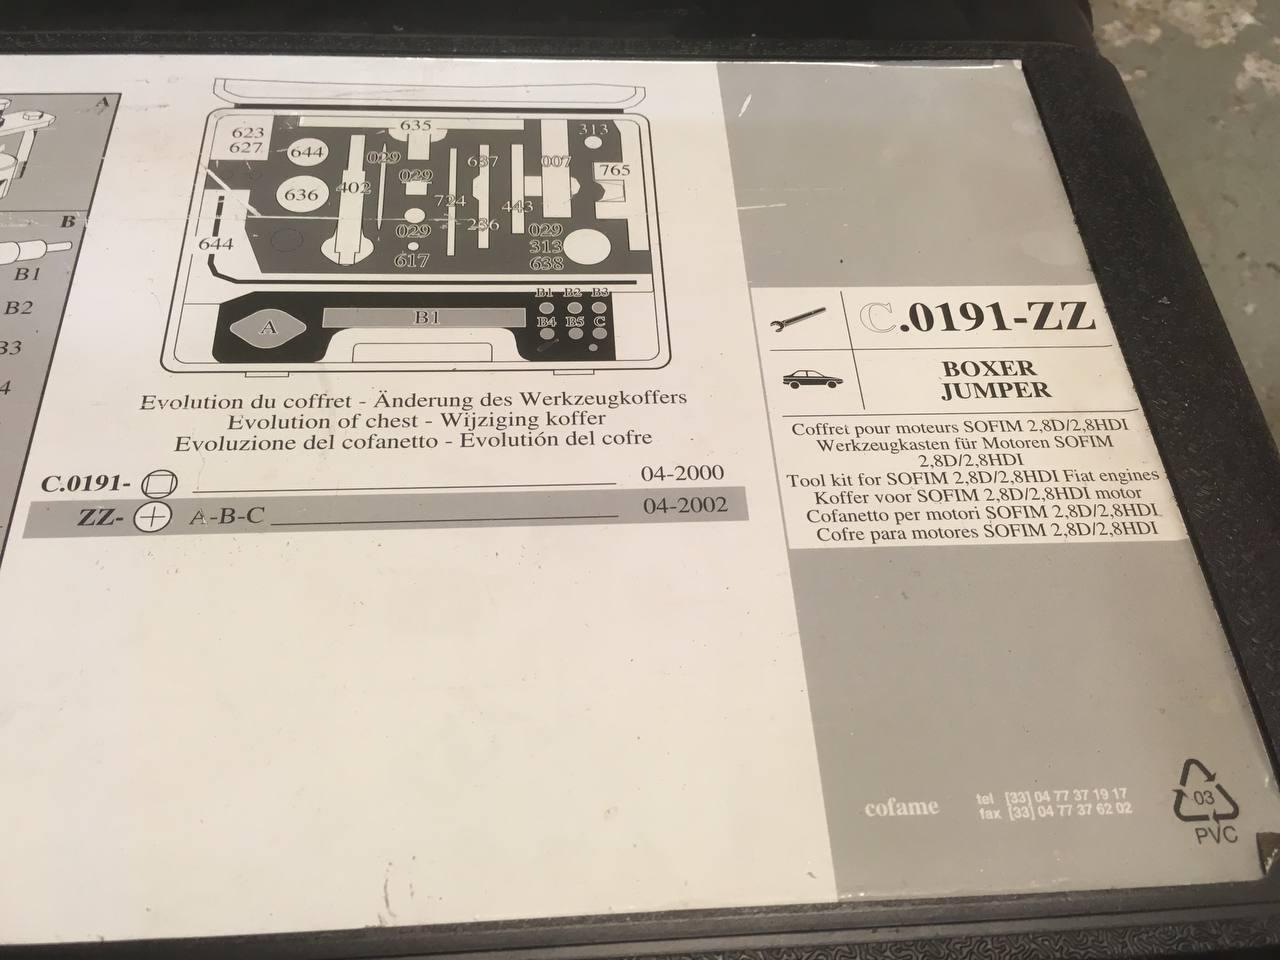 A
B
B1
B2
B3
4
623
627
644
636
644
402
029
635
029
029
617
724
637
236
443
007
029
313
638
313
765
A
B1
B1 B2 B3
B4 B5 C
Evolution du coffret - Änderung des Werkzeugkoffers
Evolution of chest - Wijziging koffer
Evoluzione del cofanetto - Evolutión del cofre
C.0191- 04-2000
ZZ- A-B-C 04-2002
C.0191-ZZ
BOXER
JUMPER
Coffret pour moteurs SOFIM 2,8D/2,8HDI
Werkzeugkasten für Motoren SOFIM
2,8D/2,8HDI
Tool kit for SOFIM 2,8D/2,8HDI Fiat engines
Koffer voor SOFIM 2,8D/2,8HDI motor
Cofanetto per motori SOFIM 2,8D/2,8HDI
Cofre para motores SOFIM 2,8D/2,8HDI
cofame
tel [33] 04 77 37 19 17
fax [33] 04 77 37 62 02
03
PVC